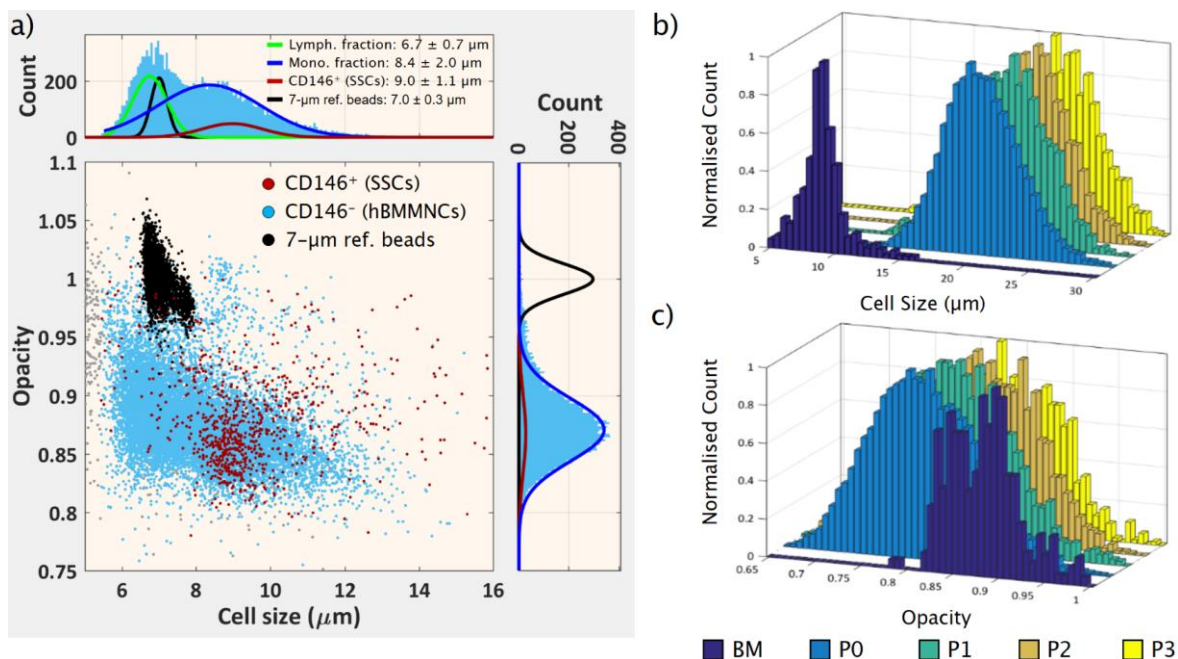 a)
Count
200
0
Lymph. fraction: 6.7 ± 0.7 μm
Mono. fraction: 8.4 ± 2.0 μm
CD146⁺ (SSCs): 9.0 ± 1.1 μm
7-μm ref. beads: 7.0 ± 0.3 μm
Count
0
200
400
1.1
1.05
1
0.95
0.9
0.85
0.8
0.75
Opacity
CD146⁺ (SSCs)
CD146⁻ (hBMMNCs)
7-μm ref. beads
6 8 10 12 14 16
Cell size (μm)
b)
Normalised Count
1
0.8
0.6
0.4
0.2
0
5 10 15 20 25 30
Cell Size (μm)
c)
Normalised Count
1
0.8
0.6
0.4
0.2
0
0.65 0.7 0.75 0.8 0.85 0.9 0.95 1
Opacity
BM P0 P1 P2 P3